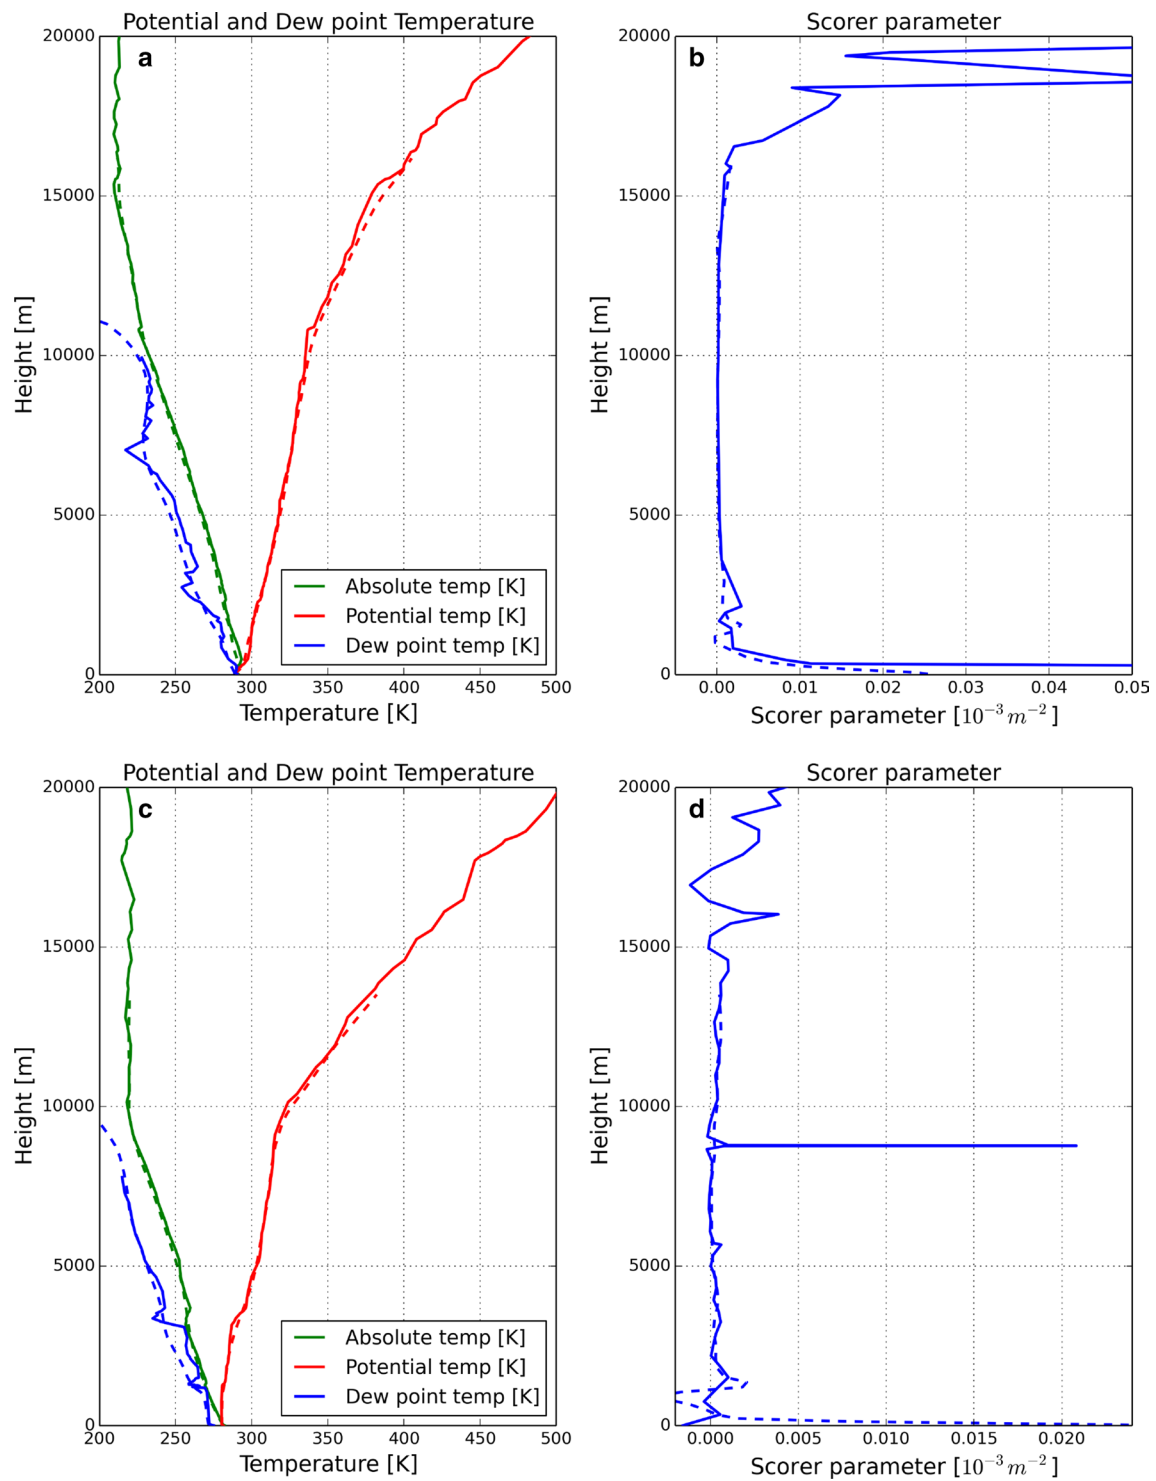 Potential and Dew point Temperature
Scorer parameter
a
b
20000
15000
10000
5000
0
Height [m]
200 250 300 350 400 450 500
Temperature [K]
Absolute temp [K]
Potential temp [K]
Dew point temp [K]
20000
15000
10000
5000
0
Height [m]
0.00 0.01 0.02 0.03 0.04 0.05
Scorer parameter [10⁻³ m⁻²]
Potential and Dew point Temperature
Scorer parameter
c
d
20000
15000
10000
5000
0
Height [m]
200 250 300 350 400 450 500
Temperature [K]
Absolute temp [K]
Potential temp [K]
Dew point temp [K]
20000
15000
10000
5000
0
Height [m]
0.000 0.005 0.010 0.015 0.020
Scorer parameter [10⁻³ m⁻²]